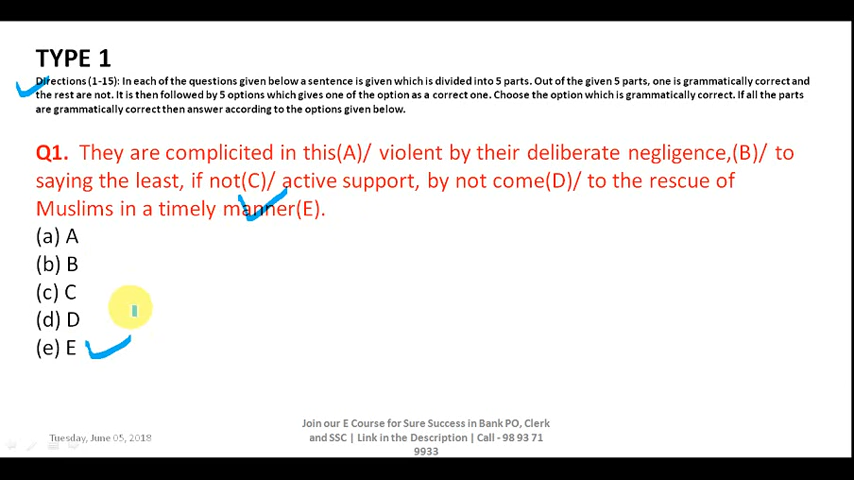 TYPE 1
Directions (1-15): In each of the questions given below a sentence is given which is divided into 5 parts. Out of the given 5 parts, one is grammatically correct and
the rest are not. It is then followed by 5 options which gives one of the option as a correct one. Choose the option which is grammatically correct. If all the parts
are grammatically correct then answer according to the options given below.
Q1. They are complicited in this(A)/ violent by their deliberate negligence,(B)/ to
saying the least, if not(C)/ active support, by not come(D)/ to the rescue of
Muslims in a timely manner(E).
(a) A
(b) B
(c) C
(d) D
(e) E
Join our E Course for Sure Success in Bank PO, Clerk
and SSC | Link in the Description | Call - 98 93 71
9933
Tuesday, June 05, 2018